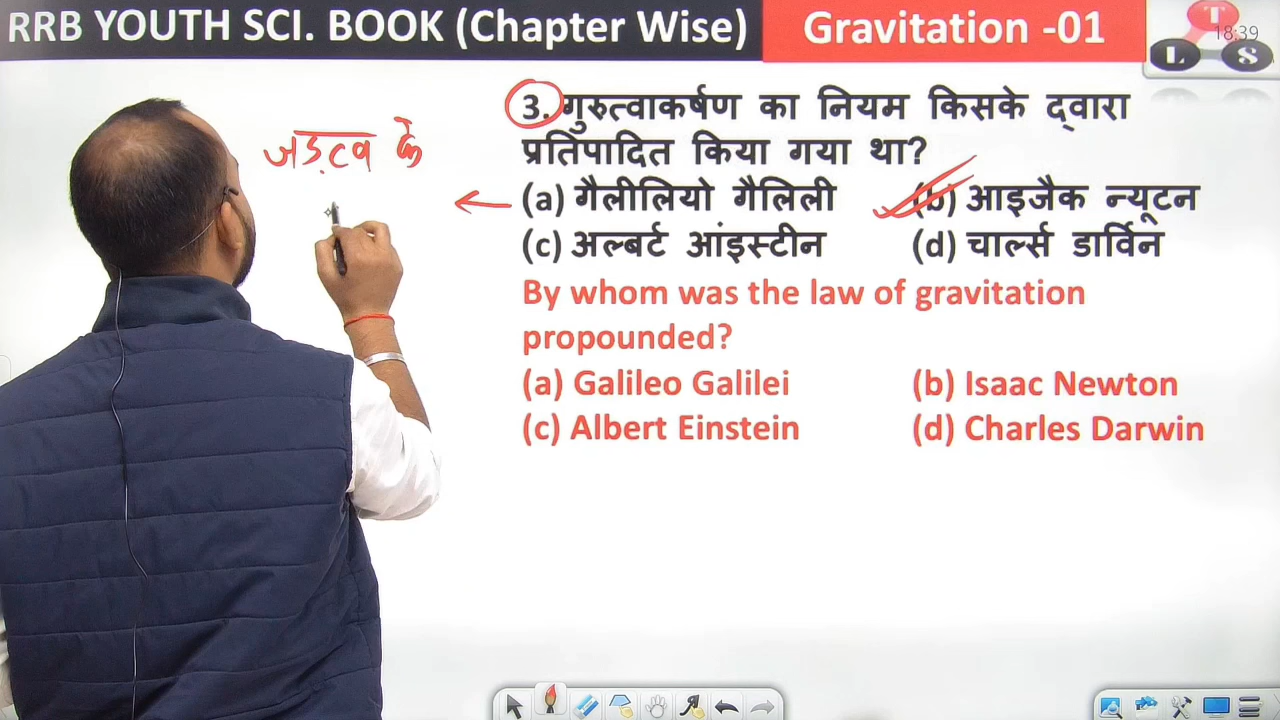 RRB YOUTH SCI. BOOK (Chapter Wise)
Gravitation -01
T
18:39
L S
जड़त्व के
3. गुरुत्वाकर्षण का नियम किसके द्वारा
प्रतिपादित किया गया था?
(a) गैलीलियो गैलिली (b) आइजैक न्यूटन
(c) अल्बर्ट आंइस्टीन (d) चार्ल्स डार्विन
By whom was the law of gravitation
propounded?
(a) Galileo Galilei (b) Isaac Newton
(c) Albert Einstein (d) Charles Darwin